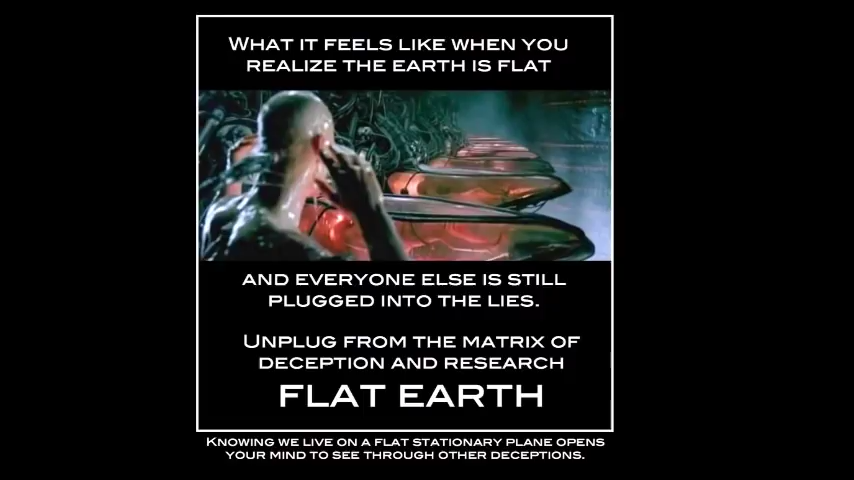 What it feels like when you
realize the earth is flat
and everyone else is still
plugged into the lies.
Unplug from the matrix of
deception and research
FLAT EARTH
Knowing we live on a flat stationary plane opens
your mind to see through other deceptions.